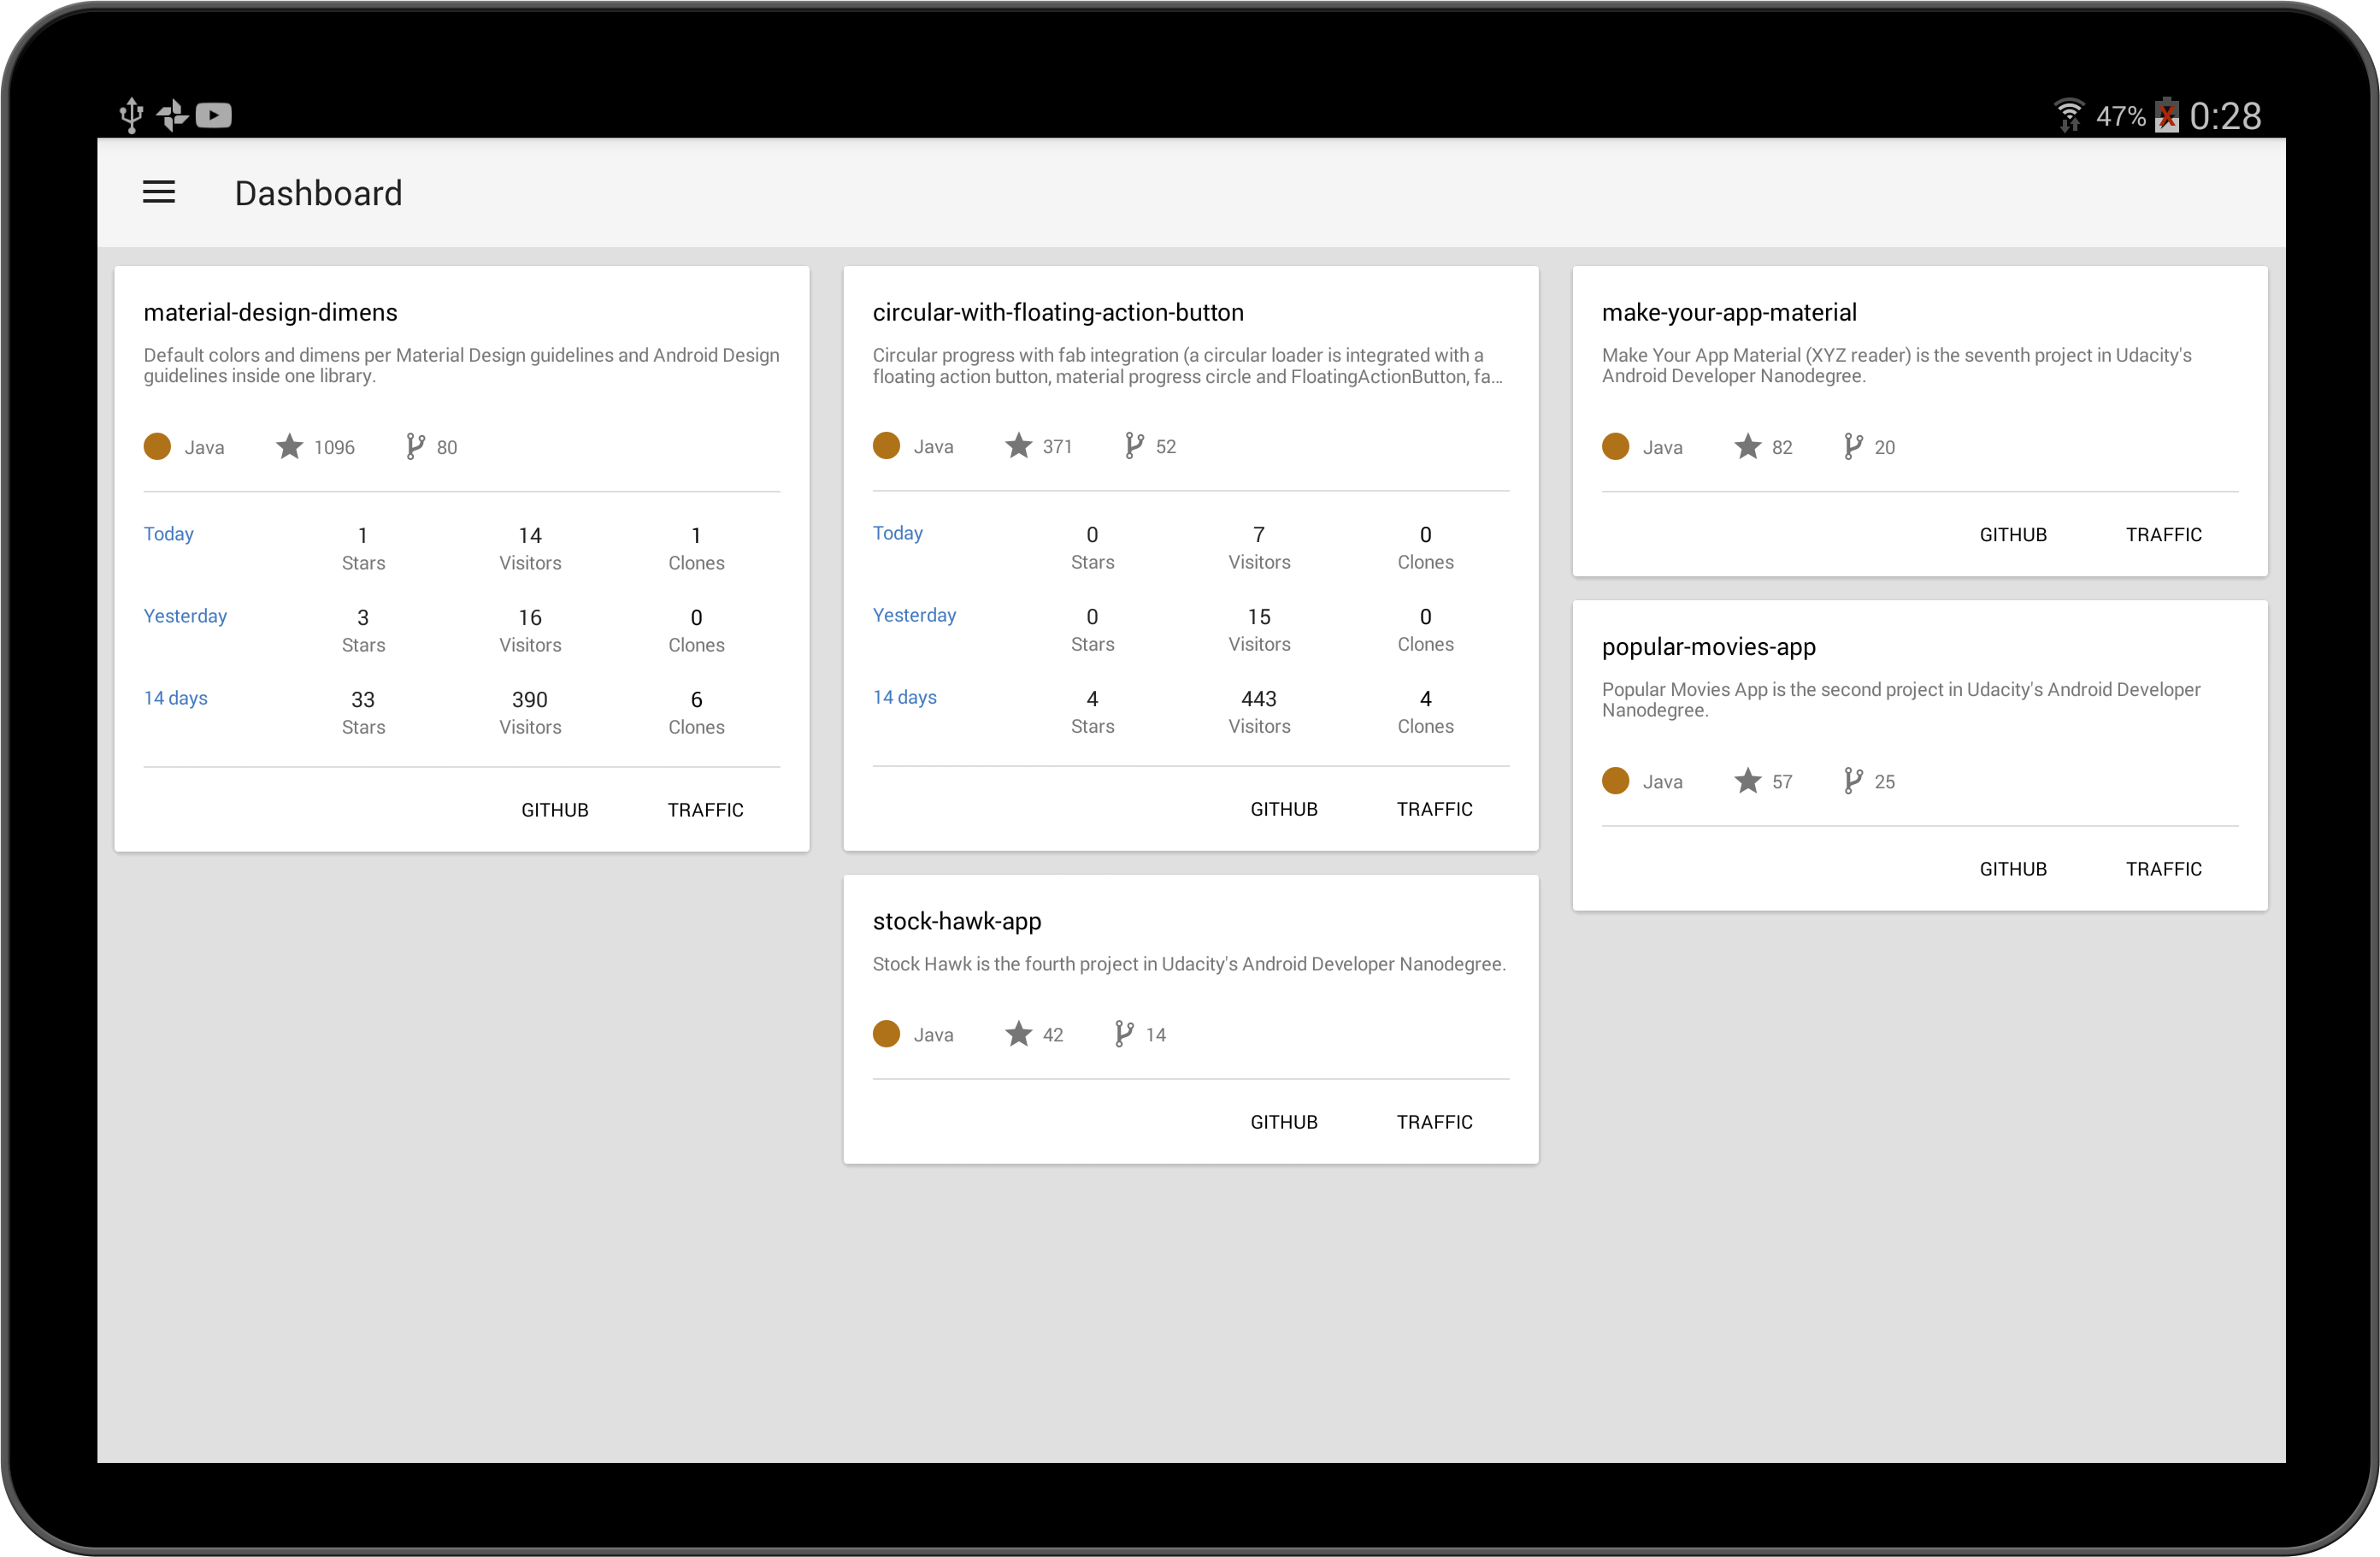 47% 0:28
Dashboard
material-design-dimens
Default colors and dimens per Material Design guidelines and Android Design
guidelines inside one library.
Java 1096 80
Today 1 14 1
Stars Visitors Clones
Yesterday 3 16 0
Stars Visitors Clones
14 days 33 390 6
Stars Visitors Clones
GITHUB TRAFFIC
circular-with-floating-action-button
Circular progress with fab integration (a circular loader is integrated with a
floating action button, material progress circle and FloatingActionButton, fa...
Java 371 52
Today 0 7 0
Stars Visitors Clones
Yesterday 0 15 0
Stars Visitors Clones
14 days 4 443 4
Stars Visitors Clones
GITHUB TRAFFIC
stock-hawk-app
Stock Hawk is the fourth project in Udacity's Android Developer Nanodegree.
Java 42 14
GITHUB TRAFFIC
make-your-app-material
Make Your App Material (XYZ reader) is the seventh project in Udacity's
Android Developer Nanodegree.
Java 82 20
GITHUB TRAFFIC
popular-movies-app
Popular Movies App is the second project in Udacity's Android Developer
Nanodegree.
Java 57 25
GITHUB TRAFFIC